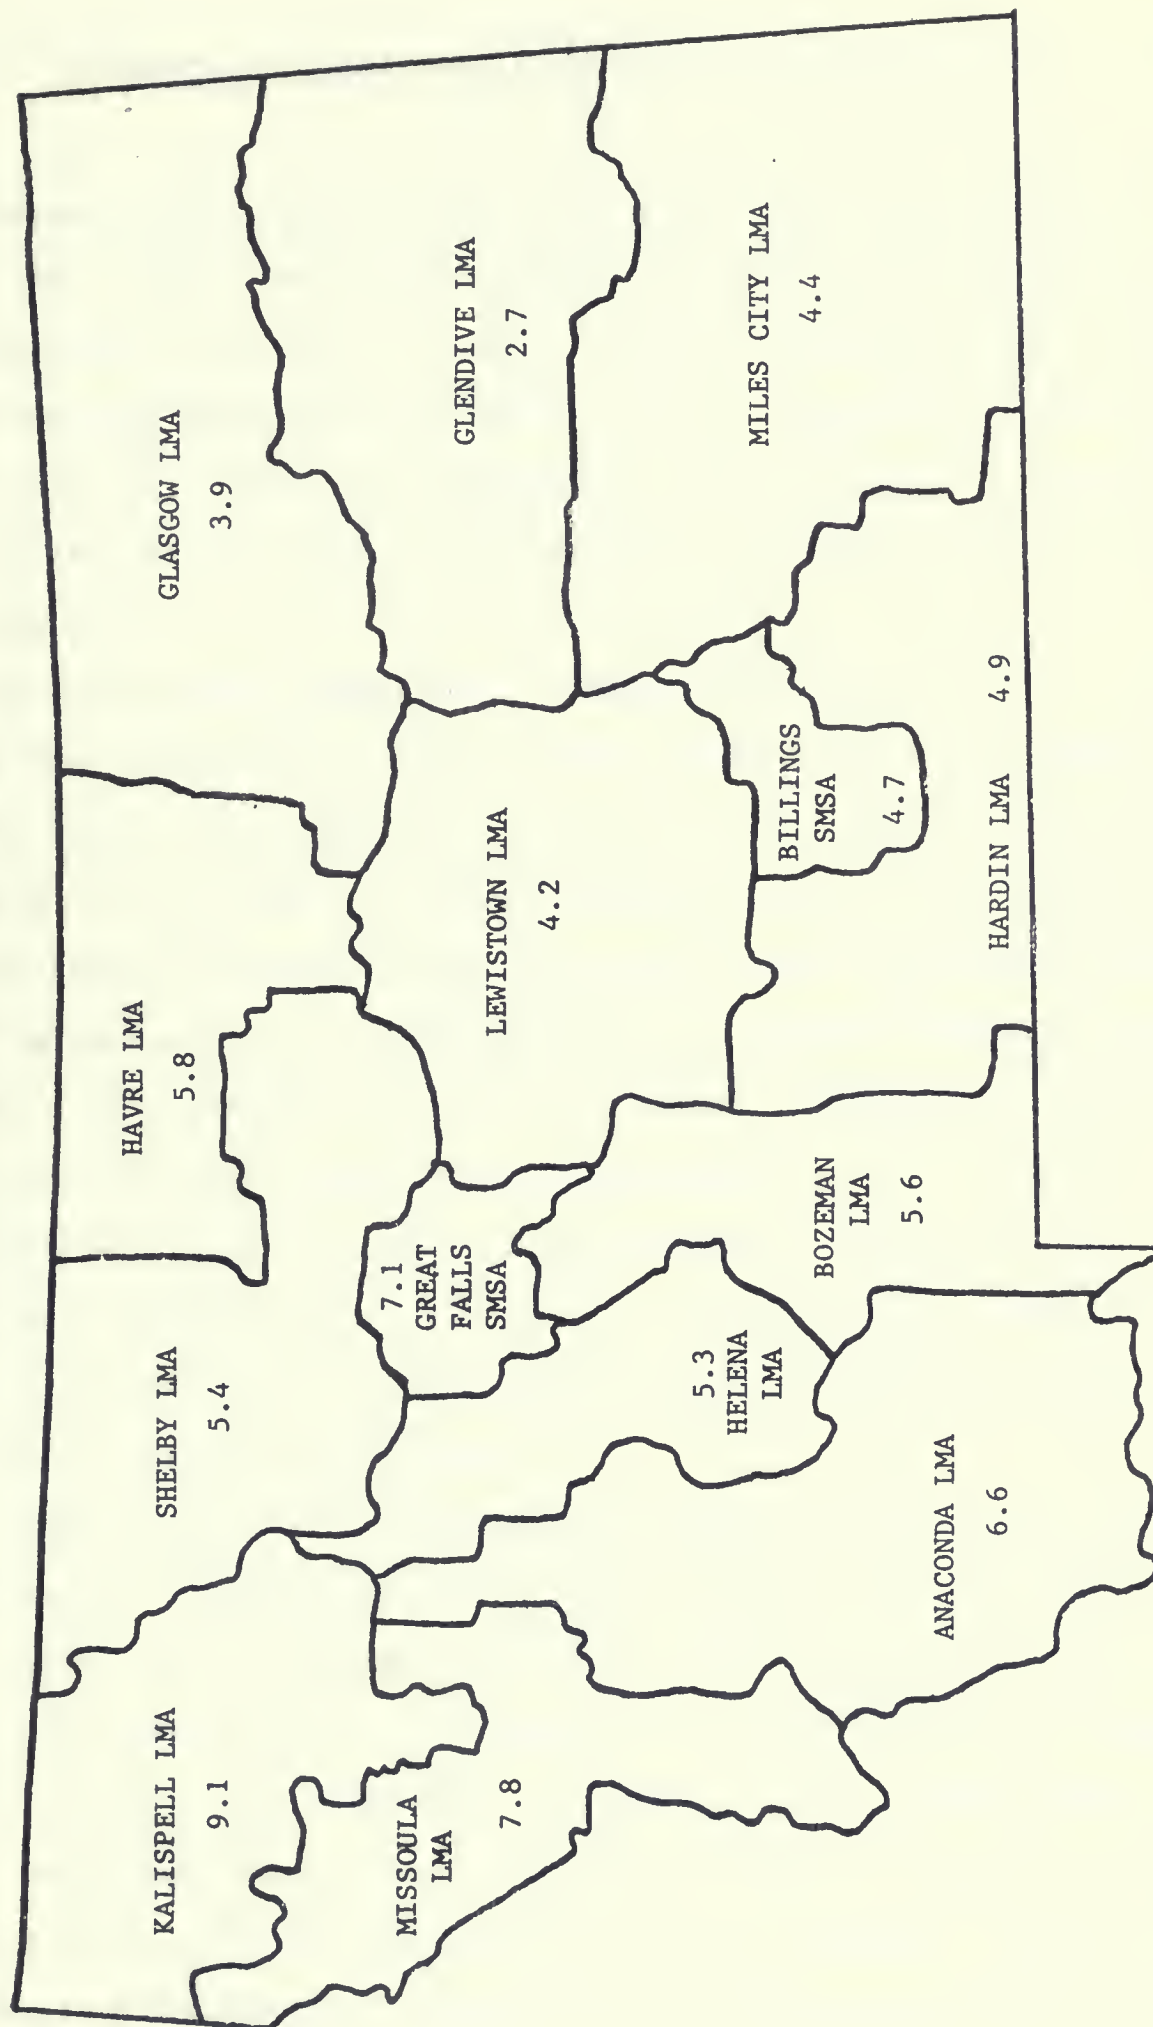 KALISPELL LMA
9.1
MISSOULA
LMA
7.8
SHELBY LMA
5.4
HAVRE LMA
5.8
GLASGOW LMA
3.9
7.1
GREAT
FALLS
SMSA
LEWISTOWN LMA
4.2
GLENDIVE LMA
2.7
5.3
HELENA
LMA
ANACONDA LMA
6.6
BOZEMAN
LMA
5.6
BILLINGS
SMSA
4.7
HARDIN LMA 4.9
MILES CITY LMA
4.4